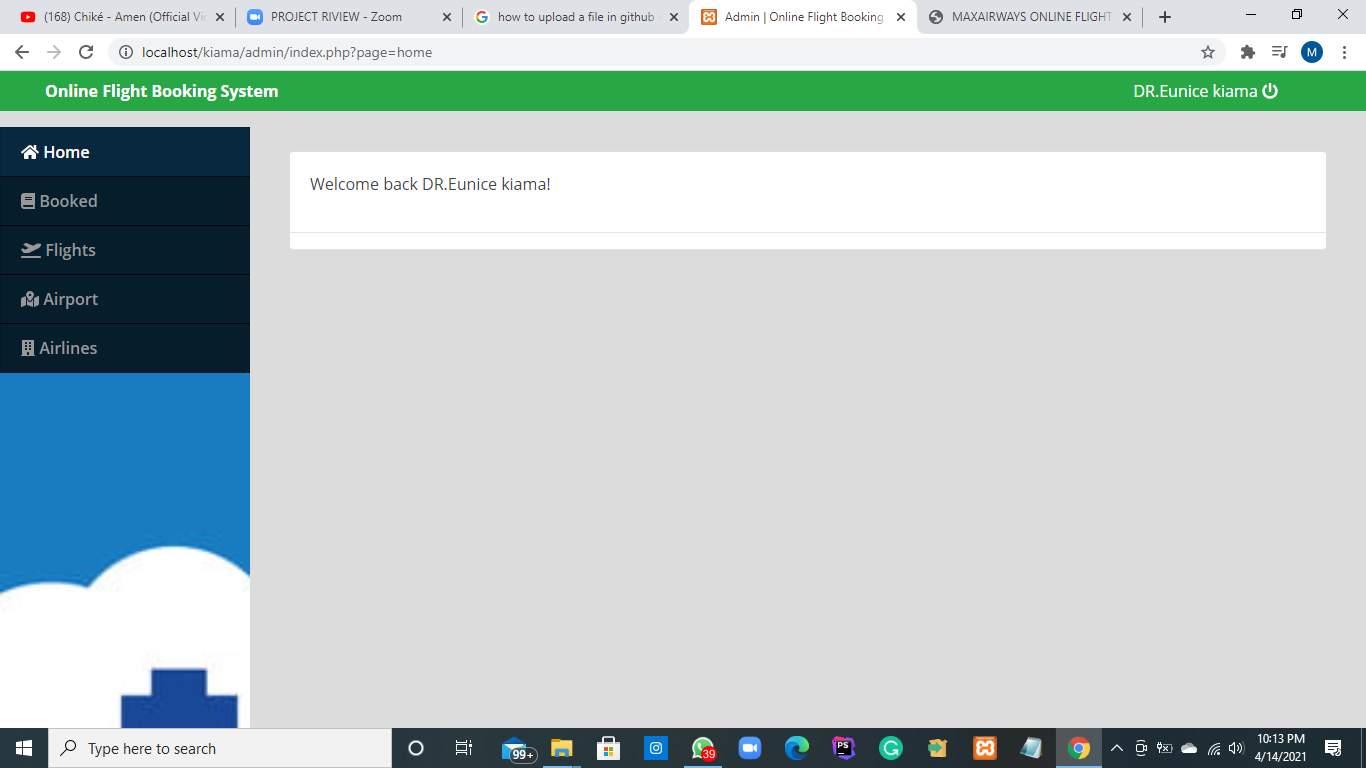 (168) Chiké - Amen (Official Vi
PROJECT RIVIEW - Zoom
how to upload a file in github -
Admin | Online Flight Booking
MAXAIRWAYS ONLINE FLIGHT
localhost/kiama/admin/index.php?page=home
M
Online Flight Booking System
DR.Eunice kiama
Home
Booked
Flights
Airport
Airlines
Welcome back DR.Eunice kiama!
Type here to search
99+
39
PS
10:13 PM
4/14/2021